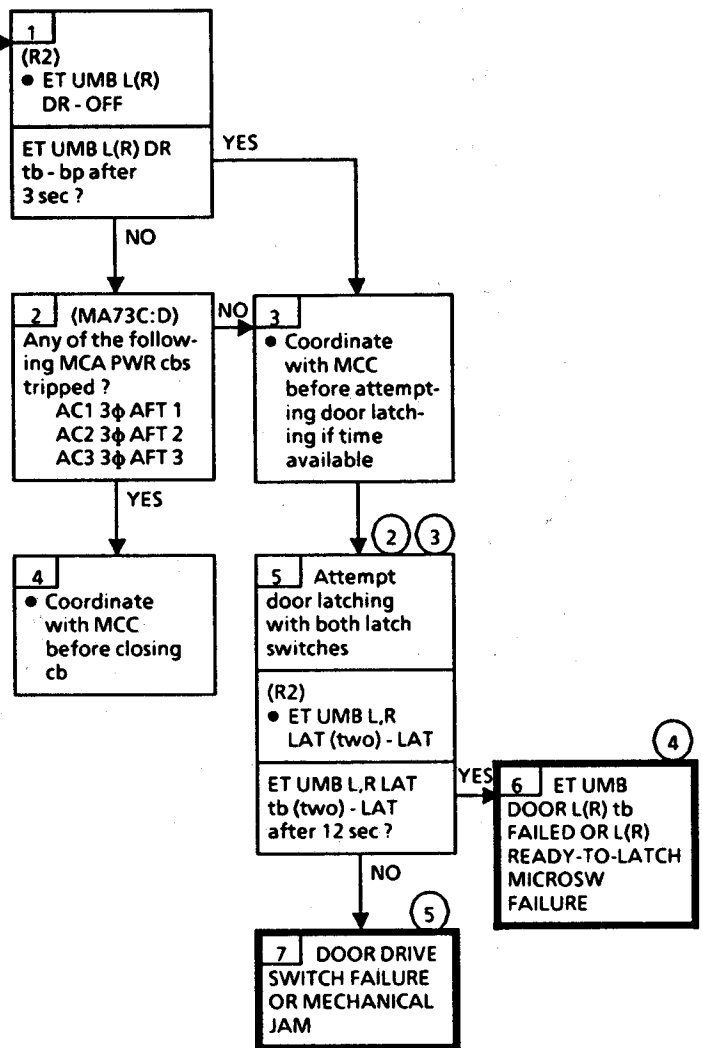 1
(R2)
● ET UMB L(R)
DR - OFF
ET UMB L(R) DR
tb - bp after
3 sec ?
YES
NO
2 (MA73C:D)
Any of the follow-
ing MCA PWR cbs
tripped ?
AC1 3ϕ AFT 1
AC2 3ϕ AFT 2
AC3 3ϕ AFT 3
NO
YES
3
● Coordinate
with MCC
before attempt-
ing door latch-
ing if time
available
4
● Coordinate
with MCC
before closing
cb
2 3
5 Attempt
door latching
with both latch
switches
(R2)
● ET UMB L,R
LAT (two) - LAT
ET UMB L,R LAT
tb (two) - LAT
after 12 sec ?
YES
NO
4
6 ET UMB
DOOR L(R) tb
FAILED OR L(R)
READY-TO-LATCH
MICROSW
FAILURE
5
7 DOOR DRIVE
SWITCH FAILURE
OR MECHANICAL
JAM